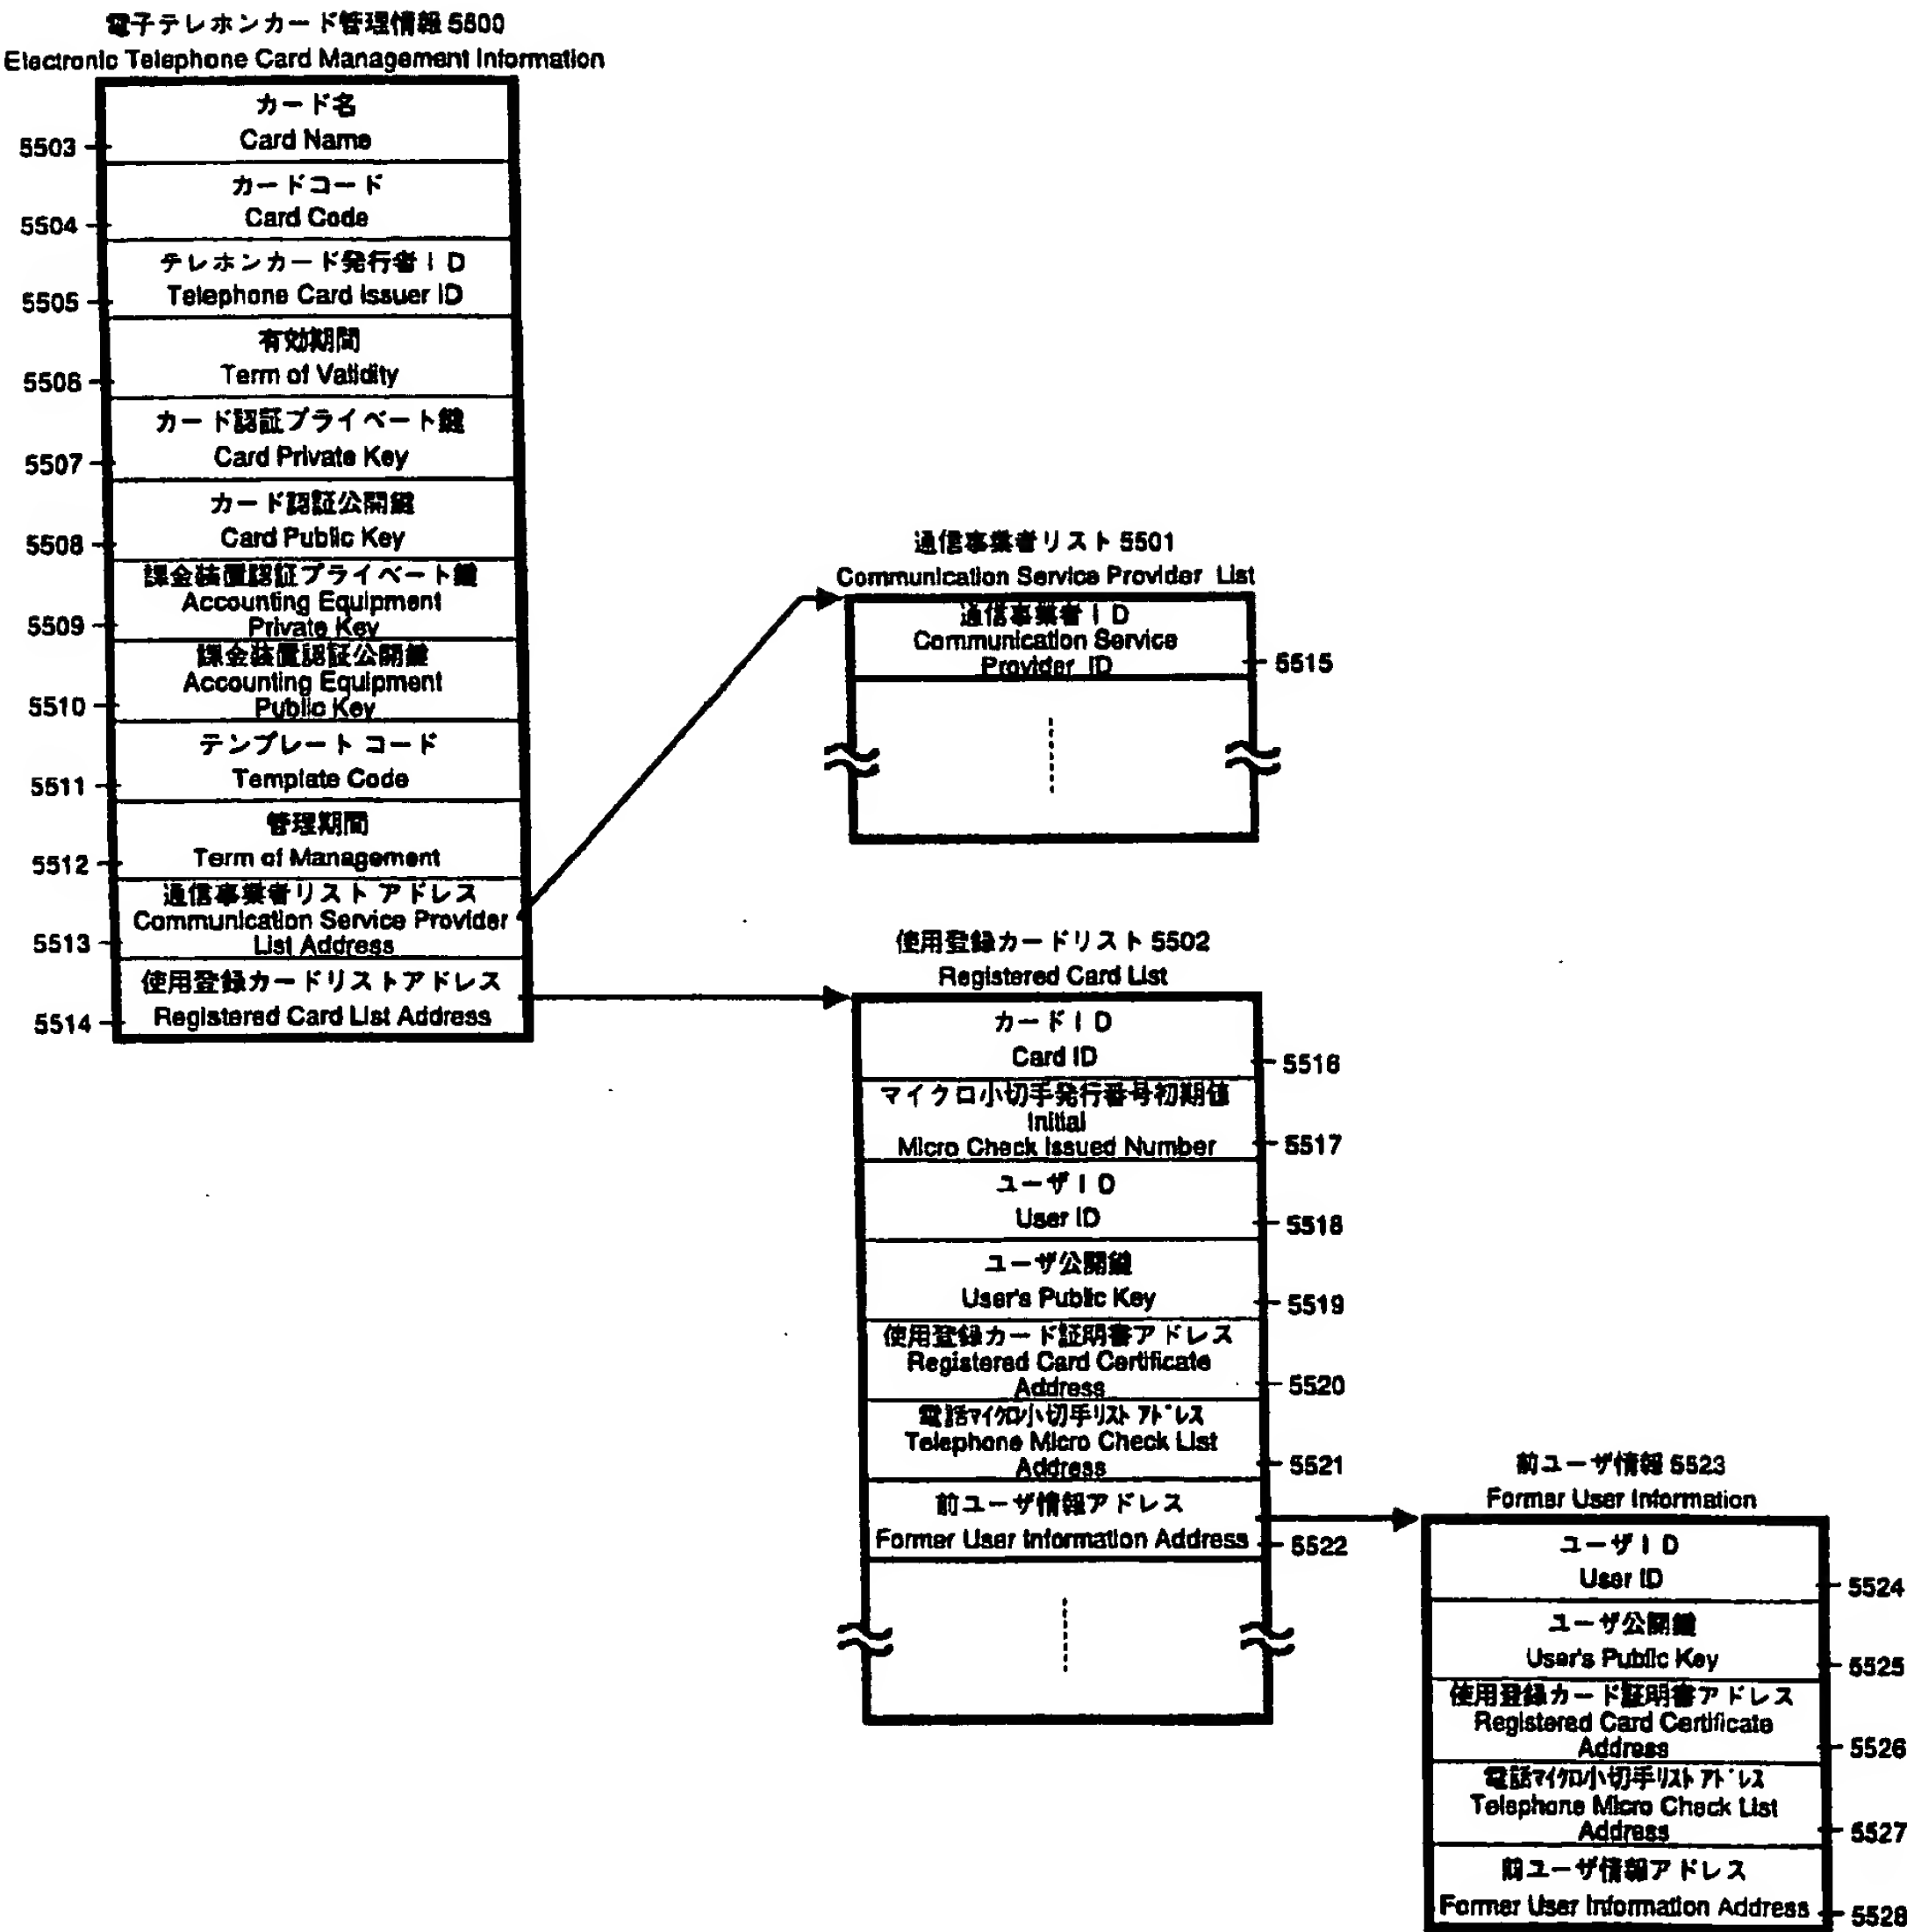 電子テレホンカード管理情報 5500
Electronic Telephone Card Management Information
カード名
Card Name
5503
カードコード
Card Code
5504
テレホンカード発行者ID
Telephone Card Issuer ID
5505
有効期間
Term of Validity
5506
カード認証プライベート鍵
Card Private Key
5507
カード認証公開鍵
Card Public Key
5508
課金装置認証プライベート鍵
Accounting Equipment
Private Key
5509
課金装置認証公開鍵
Accounting Equipment
Public Key
5510
テンプレート コード
Template Code
5511
管理期間
Term of Management
5512
通信事業者リスト アドレス
Communication Service Provider
List Address
5513
使用登録カードリストアドレス
Registered Card List Address
5514
通信事業者リスト 5501
Communication Service Provider List
通信事業者ID
Communication Service
Provider ID
5515
使用登録カードリスト 5502
Registered Card List
カードID
Card ID
5516
マイクロ小切手発行番号初期値
Initial
Micro Check Issued Number
5517
ユーザID
User ID
5518
ユーザ公開鍵
User's Public Key
5519
使用登録カード証明書アドレス
Registered Card Certificate
Address
5520
電話マイクロ小切手リスト アドレス
Telephone Micro Check List
Address
5521
前ユーザ情報アドレス
Former User Information Address
5522
前ユーザ情報 5523
Former User Information
ユーザID
User ID
5524
ユーザ公開鍵
User's Public Key
5525
使用登録カード証明書アドレス
Registered Card Certificate
Address
5526
電話マイクロ小切手リスト アドレス
Telephone Micro Check List
Address
5527
前ユーザ情報アドレス
Former User Information Address
5528